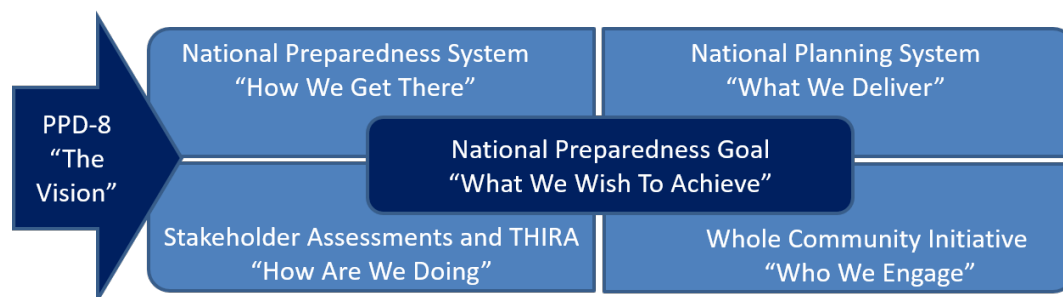 PPD-8
“The
Vision”
National Preparedness System
“How We Get There”
National Planning System
“What We Deliver”
National Preparedness Goal
“What We Wish To Achieve”
Stakeholder Assessments and THIRA
“How Are We Doing”
Whole Community Initiative
“Who We Engage”